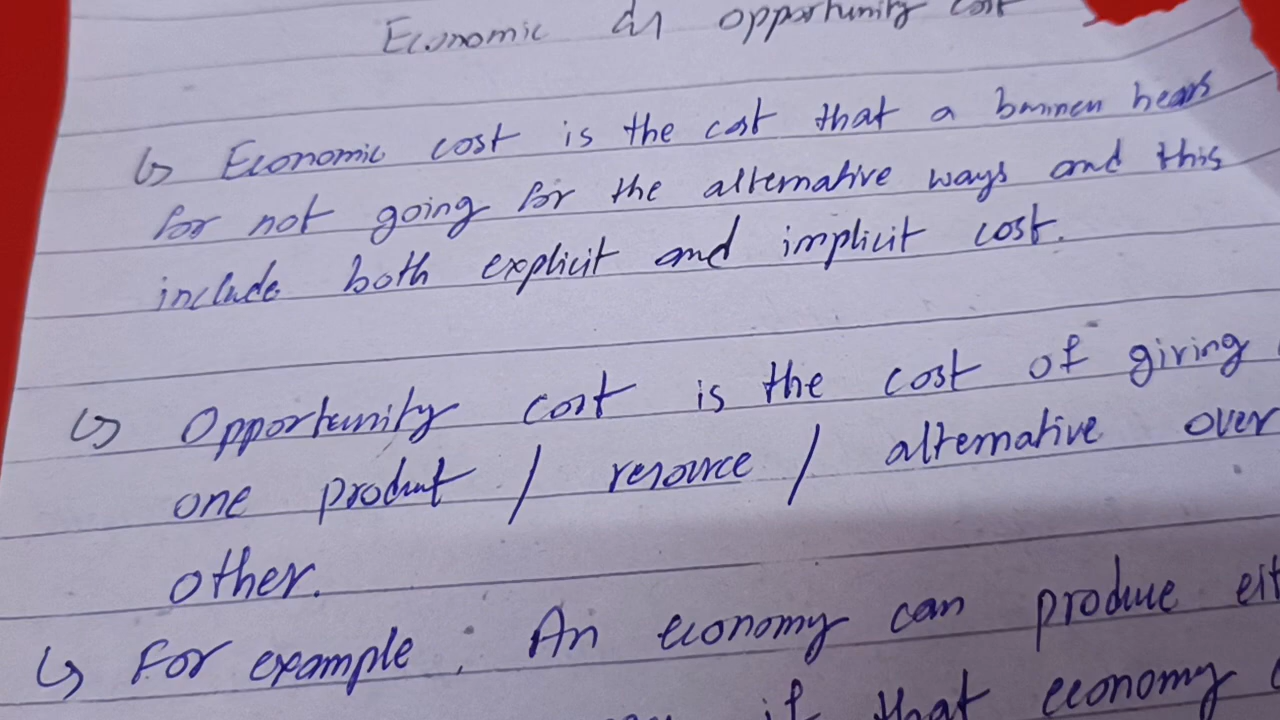 Economic as opportunity cost
↳ Economic cost is the cost that a business bears
for not going for the alternative ways and this
include both explicit and implicit cost.
↳ Opportunity cost is the cost of giving
one product / resource / alternative over
other.
↳ For example : An economy can produce
if that economy